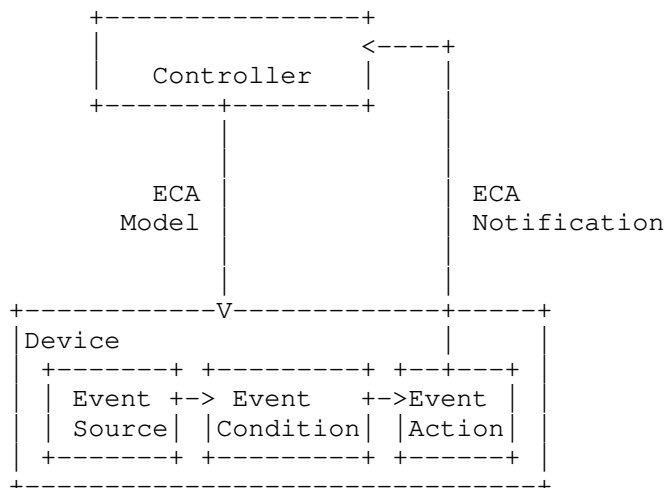 Controller
ECA ECA
Model Notification
Device
Event Event Event
Source Condition Action